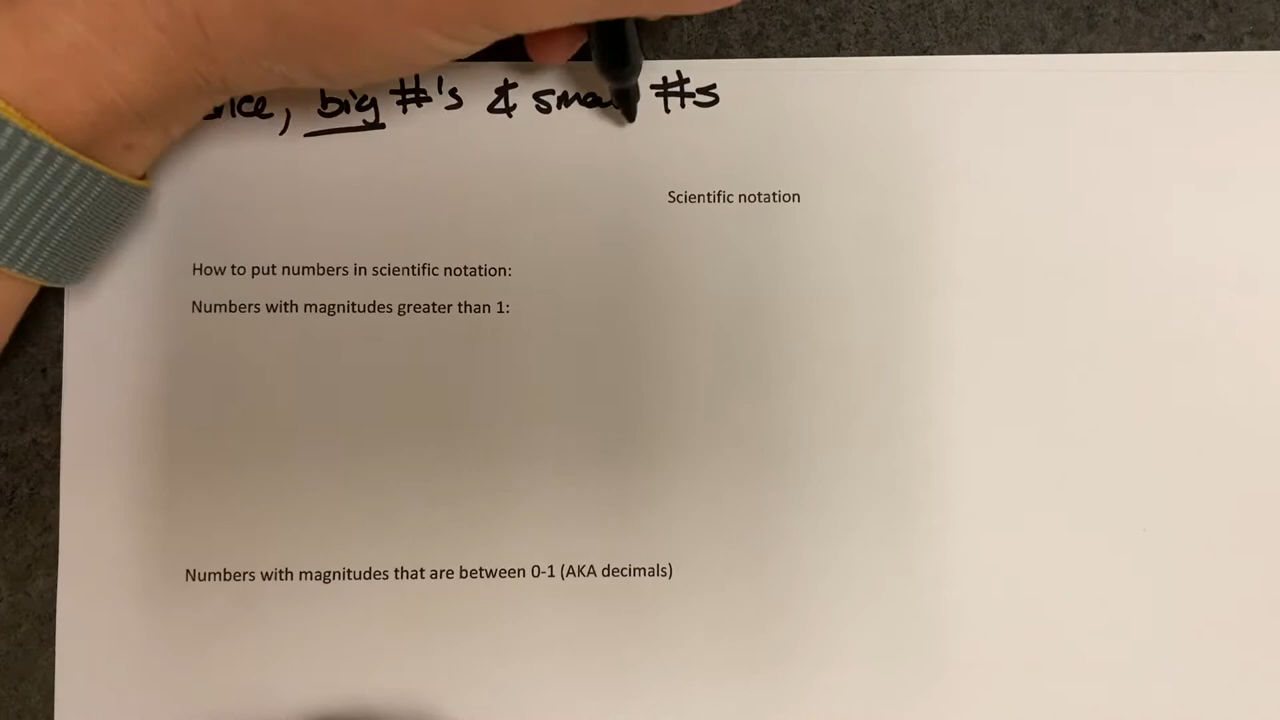 big #'s & small #s
Scientific notation
How to put numbers in scientific notation:
Numbers with magnitudes greater than 1:
Numbers with magnitudes that are between 0-1 (AKA decimals)